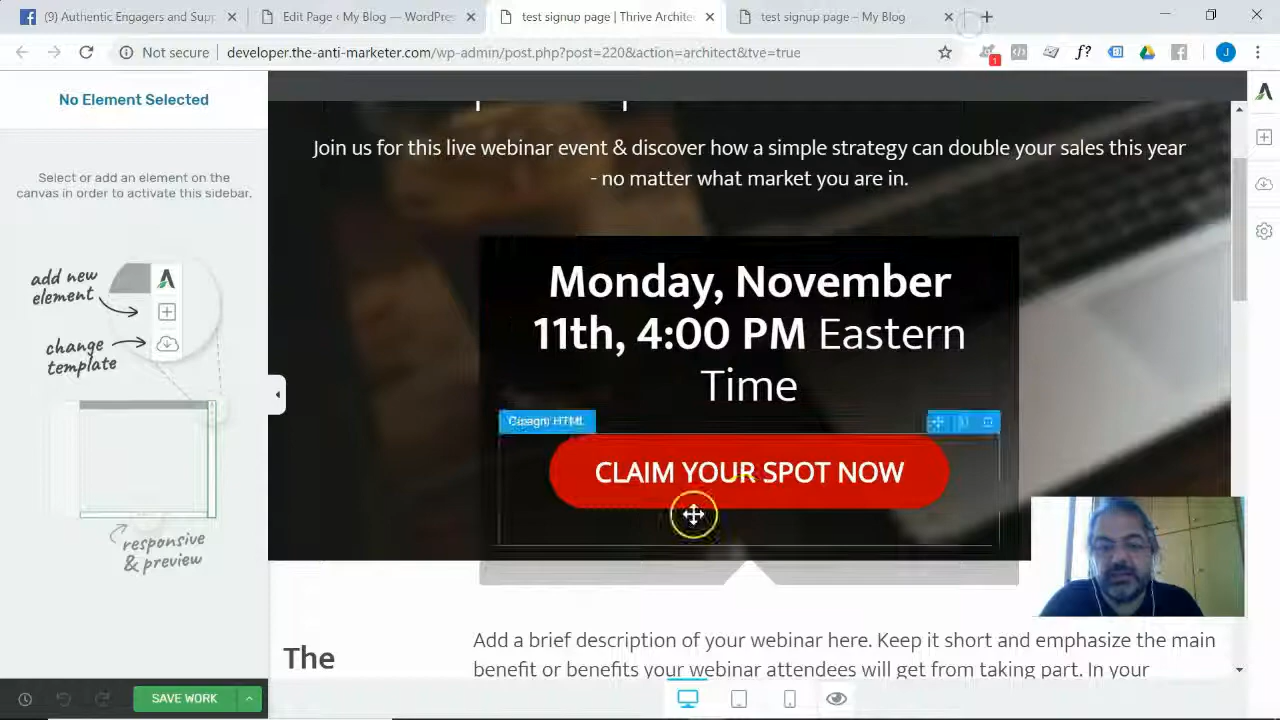 (9) Authentic Engagers and Supp
Edit Page ‹ My Blog — WordPres
test signup page | Thrive Archite
test signup page – My Blog
Not secure
developer.the-anti-marketer.com/wp-admin/post.php?post=220&action=architect&tve=true
f?
1
J
No Element Selected
Select or add an element on the
canvas in order to activate this sidebar.
add new
element
change
template
responsive
& preview
SAVE WORK
Join us for this live webinar event & discover how a simple strategy can double your sales this year
- no matter what market you are in.
Monday, November
11th, 4:00 PM Eastern
Time
HTML
CLAIM YOUR SPOT NOW
The
Add a brief description of your webinar here. Keep it short and emphasize the main
benefit or benefits your webinar attendees will get from taking part. In your